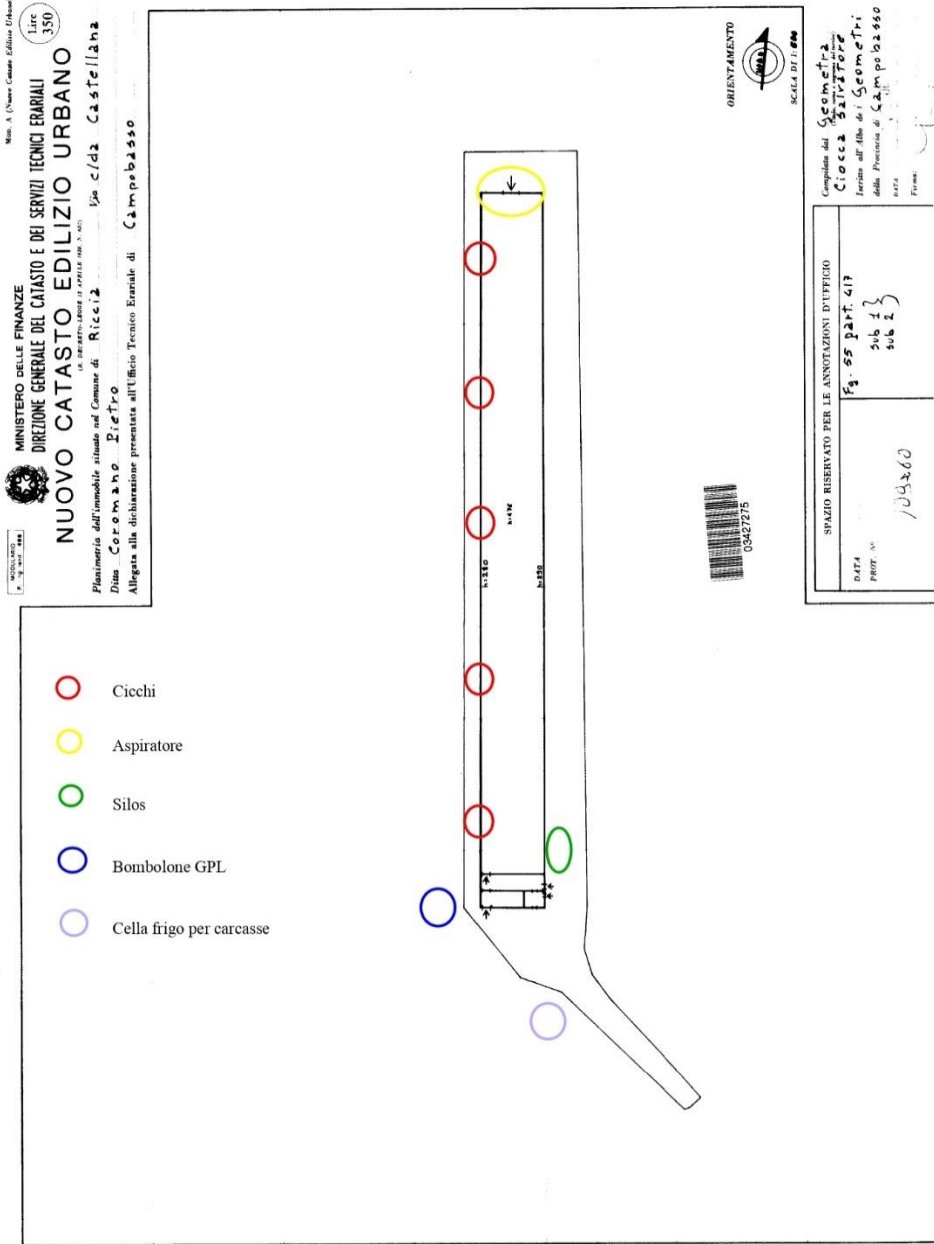 MODULARIO
MINISTERO DELLE FINANZE
DIREZIONE GENERALE DEL CATASTO E DEI SERVIZI TECNICI ERARIALI
NUOVO CATASTO EDILIZIO URBANO
Mod. A (Nuovo Catasto Edilizio Urbano
Lire
350
Planimetria dell'immobile situato nel Comune di Riccia Via c/da Castellana
Ditta Coromano Pietro
Allegata alla dichiarazione presentata all'Ufficio Tecnico Erariale di Campobasso
ORIENTAMENTO
SCALA DI 1:
h=280
h=475
h=250
Cicchi
Aspiratore
Silos
Bombolone GPL
Cella frigo per carcasse
03427275
SPAZIO RISERVATO PER LE ANNOTAZIONI D'UFFICIO
DATA
PROT. N°
Fg. 55 part. 417
sub 1
sub 2
Compilata dal Geometra
Ciocca Salvatore
Iscritto all'Albo dei Geometri
della Provincia di Campobasso
DATA
Firma: